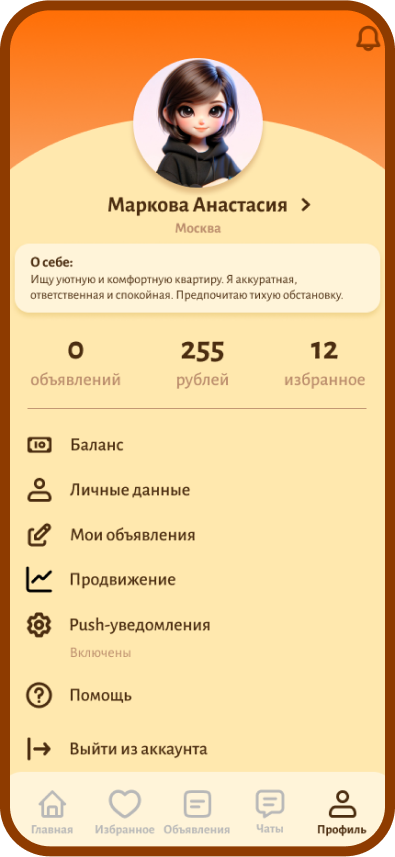 Маркова Анастасия
Москва
О себе:
Ищу уютную и комфортную квартиру. Я аккуратная,
ответственная и спокойная. Предпочитаю тихую обстановку.
0 255 12
объявлений рублей избранное
Баланс
Личные данные
Мои объявления
Продвижение
Push-уведомления
Включены
Помощь
Выйти из аккаунта
Главная Избранное Объявления Чаты Профиль